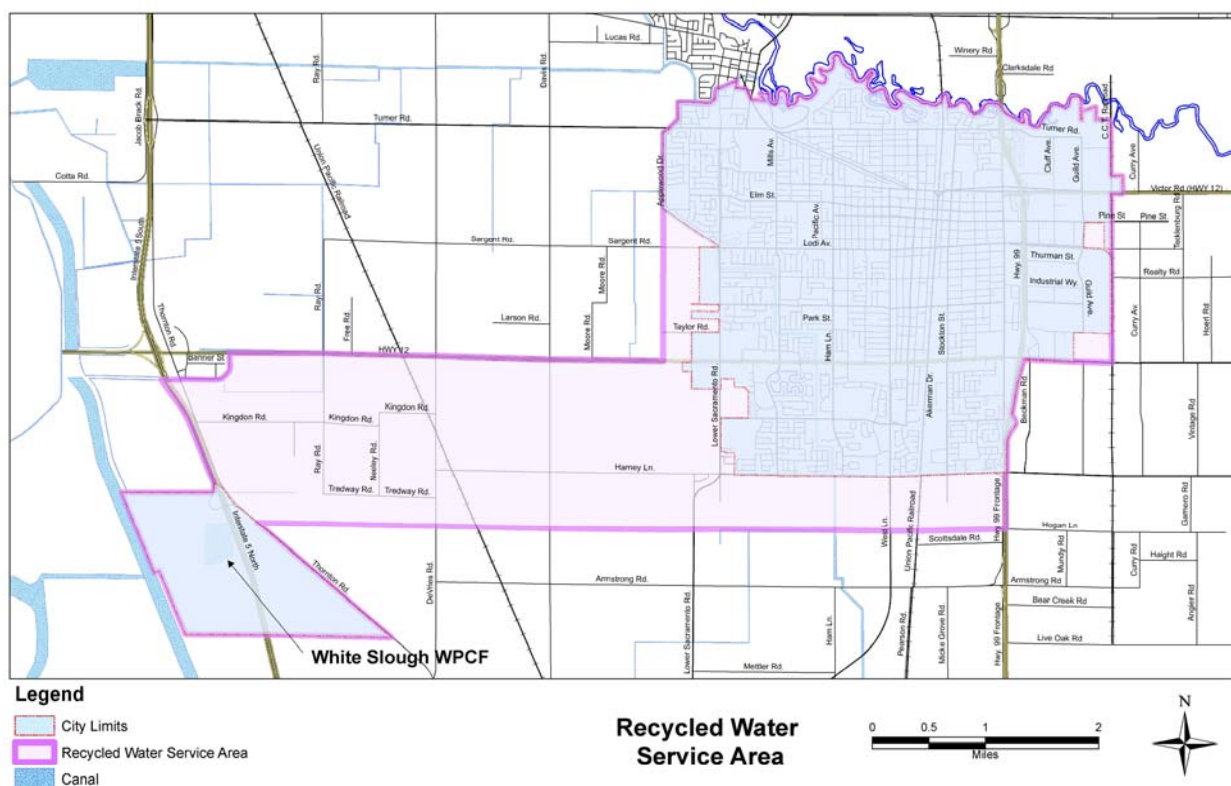 Lucas Rd.
Winery Rd
Clarksdale Rd
Ray Rd.
Davis Rd.
Jacob Brack Rd.
Turner Rd.
Union Pacific Railroad
Cotta Rd.
Applewood Dr.
Mills Av.
Elm St.
Turner Rd.
Cluff Ave.
Guild Ave.
C.C.T. Railroad
Curry Ave
Victor Rd (HWY 12)
Interstate 5 South
Sargent Rd.
Sargent Rd.
Pacific Av.
Lodi Av.
Hwy. 99
Pine St
Pine St.
Tecklenburg Rd.
Thurman St.
Industrial Wy.
Guild Ave.
Realty Rd
Ray Rd.
Free Rd.
Moore Rd.
Moore Rd.
Larson Rd.
Taylor Rd.
Park St.
Ham Ln.
Stockton St.
Curry Av.
Hoerl Rd
Thornton Rd.
Banner St
HWY 12
Kingdon Rd.
Kingdon Rd.
Kingdon Rd.
Lower Sacramento Rd.
Akerman Dr.
Beckman Rd.
Vintage Rd
Ray Rd.
Neeley Rd.
Harney Ln.
Tredway Rd.
Tredway Rd.
Interstate 5 North
Thornton Rd.
DeVries Rd.
West Ln.
Union Pacific Railroad
Hwy. 99 Frontage
Hogan Ln
Gamero Rd
Scottsdale Rd.
Mundy Rd
Curry Rd
Haight Rd
Armstrong Rd.
Armstrong Rd
Angier Rd
Bear Creek Rd
Lower Sacramento Rd.
Ham Ln.
Pearson Rd.
Micke Grove Rd.
Hwy. 99 Frontage
Live Oak Rd
Mettler Rd.
White Slough WPCF
Legend
City Limits
Recycled Water Service Area
Canal
Recycled Water
Service Area
0 0.5 1 2
Miles
N